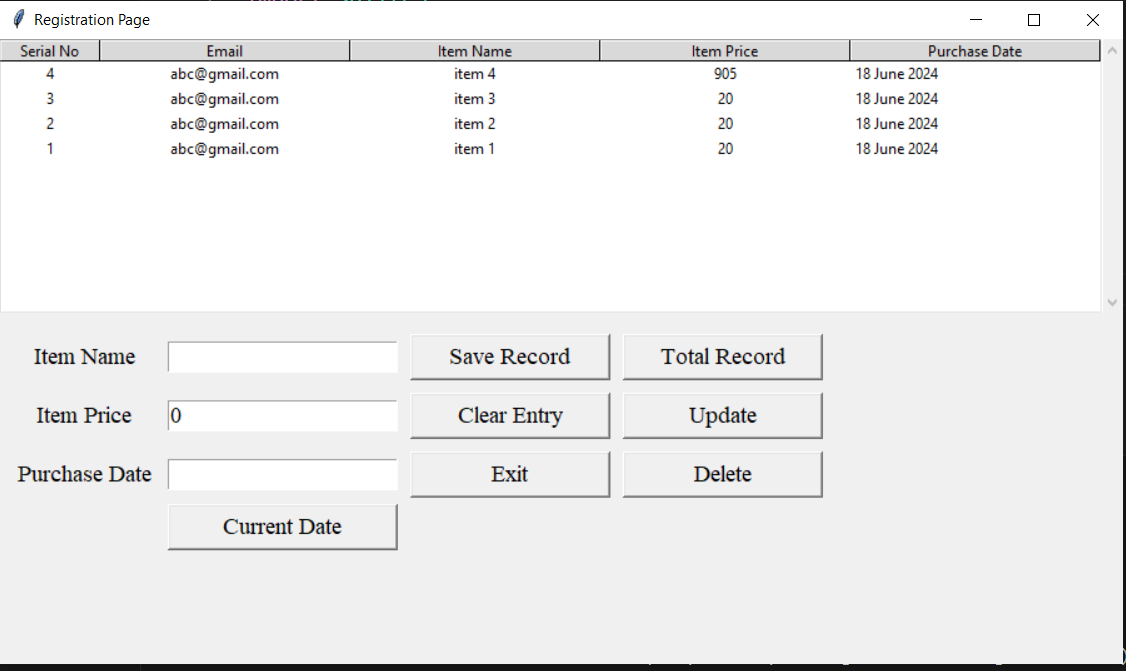 Registration Page
Serial No Email Item Name Item Price Purchase Date
4 abc@gmail.com item 4 905 18 June 2024
3 abc@gmail.com item 3 20 18 June 2024
2 abc@gmail.com item 2 20 18 June 2024
1 abc@gmail.com item 1 20 18 June 2024
Item Name Save Record Total Record
Item Price 0 Clear Entry Update
Purchase Date Exit Delete
Current Date